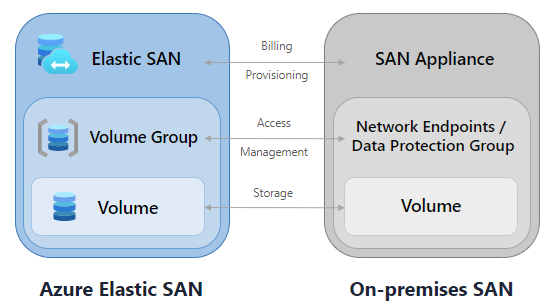 Elastic SAN
Billing
Provisioning
SAN Appliance
Volume Group
Access
Management
Network Endpoints /
Data Protection Group
Volume
Storage
Volume
Azure Elastic SAN
On-premises SAN